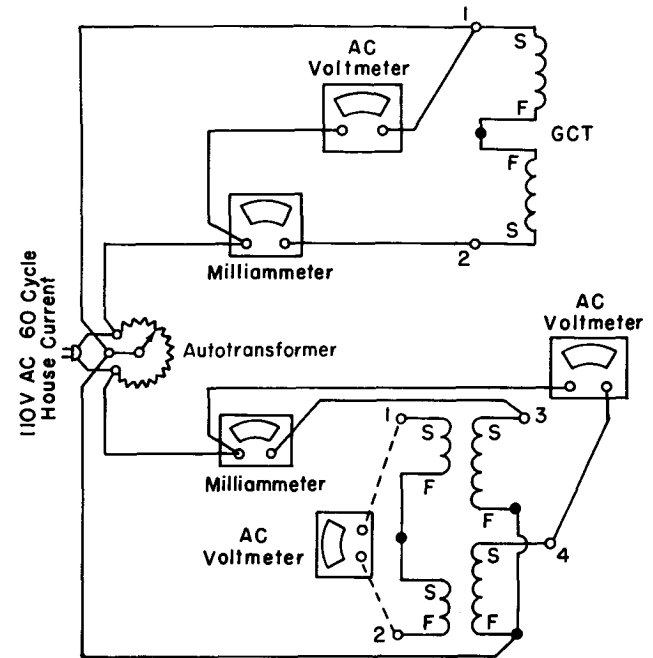 1
AC
Voltmeter
S
F
GCT
F
S
2
Milliammeter
110V AC 60 Cycle
House Current
Autotransformer
AC
Voltmeter
1
S
S
3
Milliammeter
F
F
AC
Voltmeter
S
4
S
2
F
F